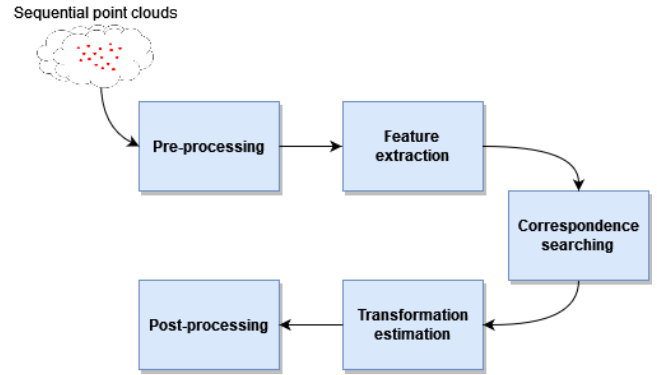 Sequential point clouds
Pre-processing
Feature
extraction
Correspondence
searching
Transformation
estimation
Post-processing